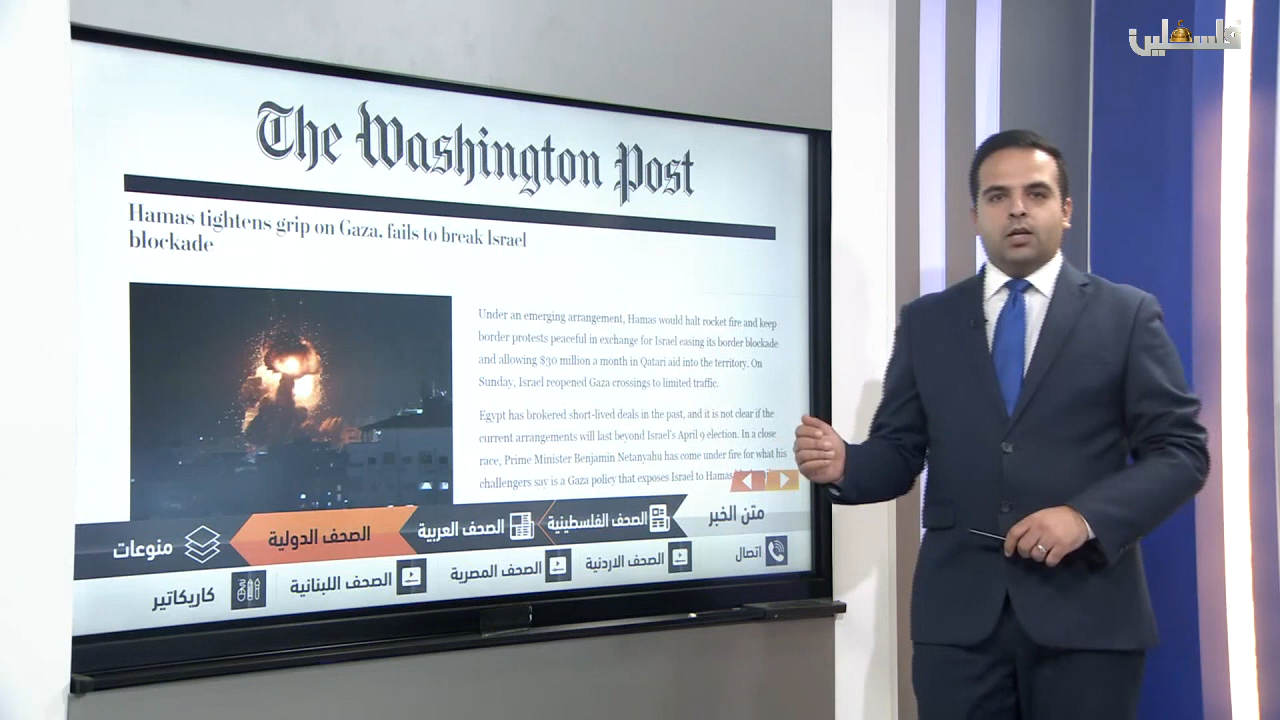 فلسطين
The Washington Post
Hamas tightens grip on Gaza, fails to break Israel
blockade
Under an emerging arrangement, Hamas would halt rocket fire and keep
border protests peaceful in exchange for Israel easing its border blockade
and allowing $30 million a month in Qatari aid into the territory. On
Sunday, Israel reopened Gaza crossings to limited traffic.
Egypt has brokered short-lived deals in the past, and it is not clear if the
current arrangements will last beyond Israel's April 9 election. In a close
race, Prime Minister Benjamin Netanyahu has come under fire for what his
challengers say is a Gaza policy that exposes Israel to Hamas
متن الخبر
الصحف الفلسطينية
الصحف العربية
الصحف الدولية
منوعات
اتصال
الصحف الاردنية
الصحف المصرية
الصحف اللبنانية
كاريكاتير